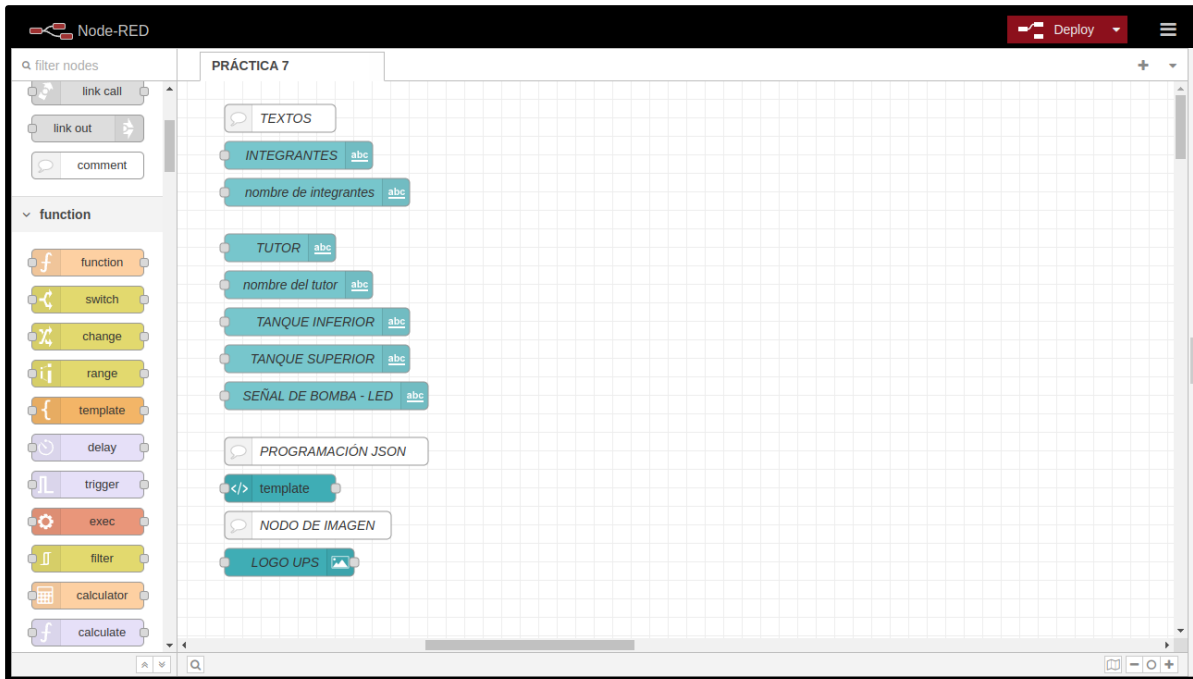 Node-RED
Deploy
filter nodes
PRÁCTICA 7
link call
link out
comment
function
function
switch
change
range
template
delay
trigger
exec
filter
calculator
calculate
TEXTOS
INTEGRANTES abc
nombre de integrantes abc
TUTOR abc
nombre del tutor abc
TANQUE INFERIOR abc
TANQUE SUPERIOR abc
SEÑAL DE BOMBA - LED abc
PROGRAMACIÓN JSON
template
NODO DE IMAGEN
LOGO UPS